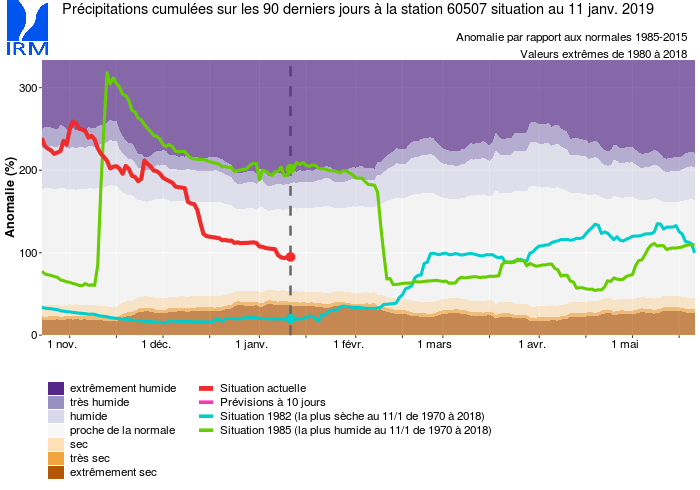 Précipitations cumulées sur les 90 derniers jours à la station 60507 situation au 11 janv. 2019
IRM
Anomalie par rapport aux normales 1985-2015
Valeurs extrêmes de 1980 à 2018
Anomalie (%)
300
200
100
0
1 nov. 1 déc. 1 janv. 1 févr. 1 mars 1 avr. 1 mai
extrêmement humide
très humide
humide
proche de la normale
sec
très sec
extrêmement sec
Situation actuelle
Prévisions à 10 jours
Situation 1982 (la plus sèche au 11/1 de 1970 à 2018)
Situation 1985 (la plus humide au 11/1 de 1970 à 2018)